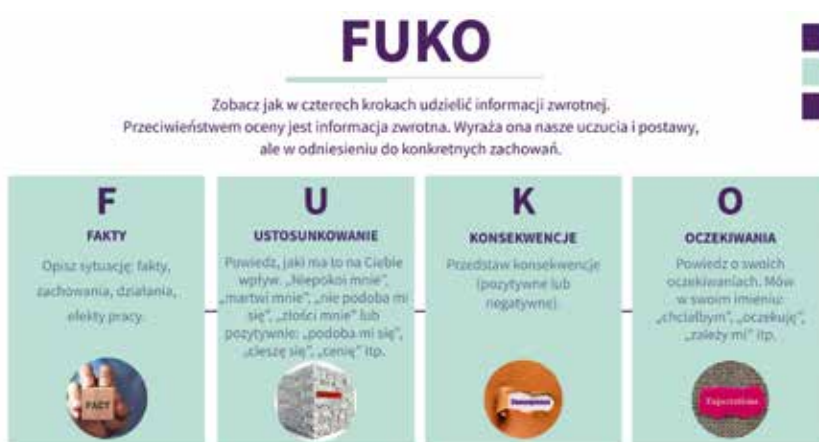 FUKO
Zobacz jak w czterech krokach udzielić informacji zwrotnej.
Przeciwieństwem oceny jest informacja zwrotna. Wyraża ona nasze uczucia i postawy,
ale w odniesieniu do konkretnych zachowań.
F
FAKTY
Opisz sytuację: fakty,
zachowania, działania,
efekty pracy.
FACT
U
USTOSUNKOWANIE
Powiedz, jaki ma to na Ciebie
wpływ. „Niepokoi mnie”,
„martwi mnie”, „nie podoba mi
się”, „złości mnie” lub
pozytywnie: „podoba mi się”,
„cieszę się”, „cenię” itp.
K
KONSEKWENCJE
Przedstaw konsekwencje
(pozytywne lub
negatywne).
O
OCZEKIWANIA
Powiedz o swoich
oczekiwaniach. Mów
w swoim imieniu:
„chciałbym”, „oczekuję”,
„zależy mi” itp.
Expectations